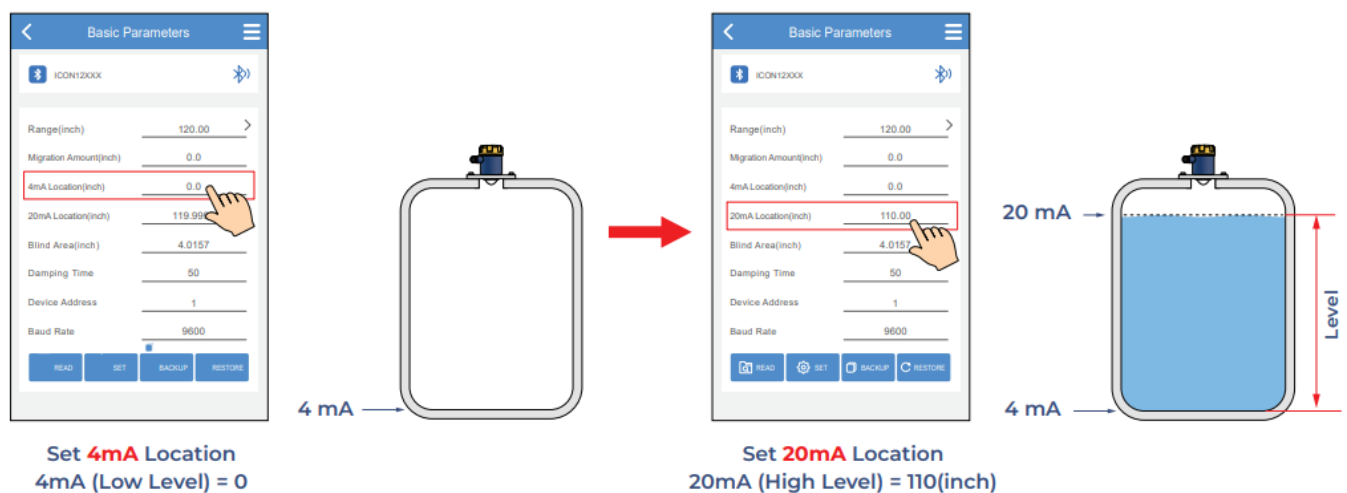 Basic Parameters
ICON12XXX
Range(inch) 120.00
Migration Amount(inch) 0.0
4mA Location(inch) 0.0
20mA Location(inch) 119.99
Blind Area(inch) 4.0157
Damping Time 50
Device Address 1
Baud Rate 9600
READ SET BACKUP RESTORE
4 mA
Set 4mA Location
4mA (Low Level) = 0
Basic Parameters
ICON12XXX
Range(inch) 120.00
Migration Amount(inch) 0.0
4mA Location(inch) 0.0
20mA Location(inch) 110.00
Blind Area(inch) 4.0157
Damping Time 50
Device Address 1
Baud Rate 9600
READ SET BACKUP RESTORE
20 mA
Level
4 mA
Set 20mA Location
20mA (High Level) = 110(inch)